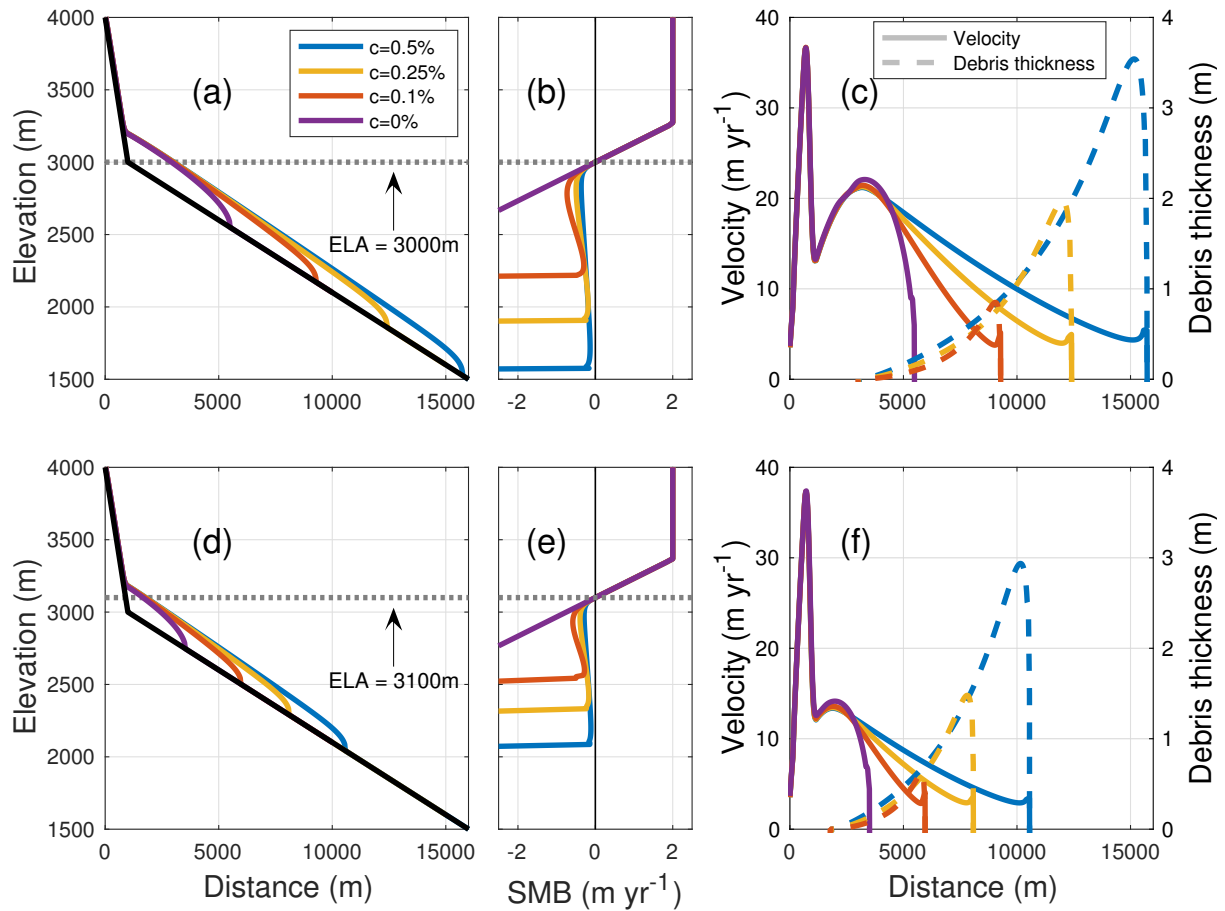 4000
3500
3000
2500
2000
1500
Elevation (m)
0
5000
10000
15000
(a)
c=0.5%
c=0.25%
c=0.1%
c=0%
ELA = 3000m
(b)
-2
0
2
(c)
Velocity
Debris thickness
40
30
20
10
0
Velocity (m yr⁻¹)
0
5000
10000
15000
4
3
2
1
0
Debris thickness (m)
4000
3500
3000
2500
2000
1500
Elevation (m)
(d)
ELA = 3100m
0
5000
10000
15000
Distance (m)
(e)
-2
0
2
SMB (m yr⁻¹)
(f)
40
30
20
10
0
Velocity (m yr⁻¹)
0
5000
10000
15000
Distance (m)
4
3
2
1
0
Debris thickness (m)